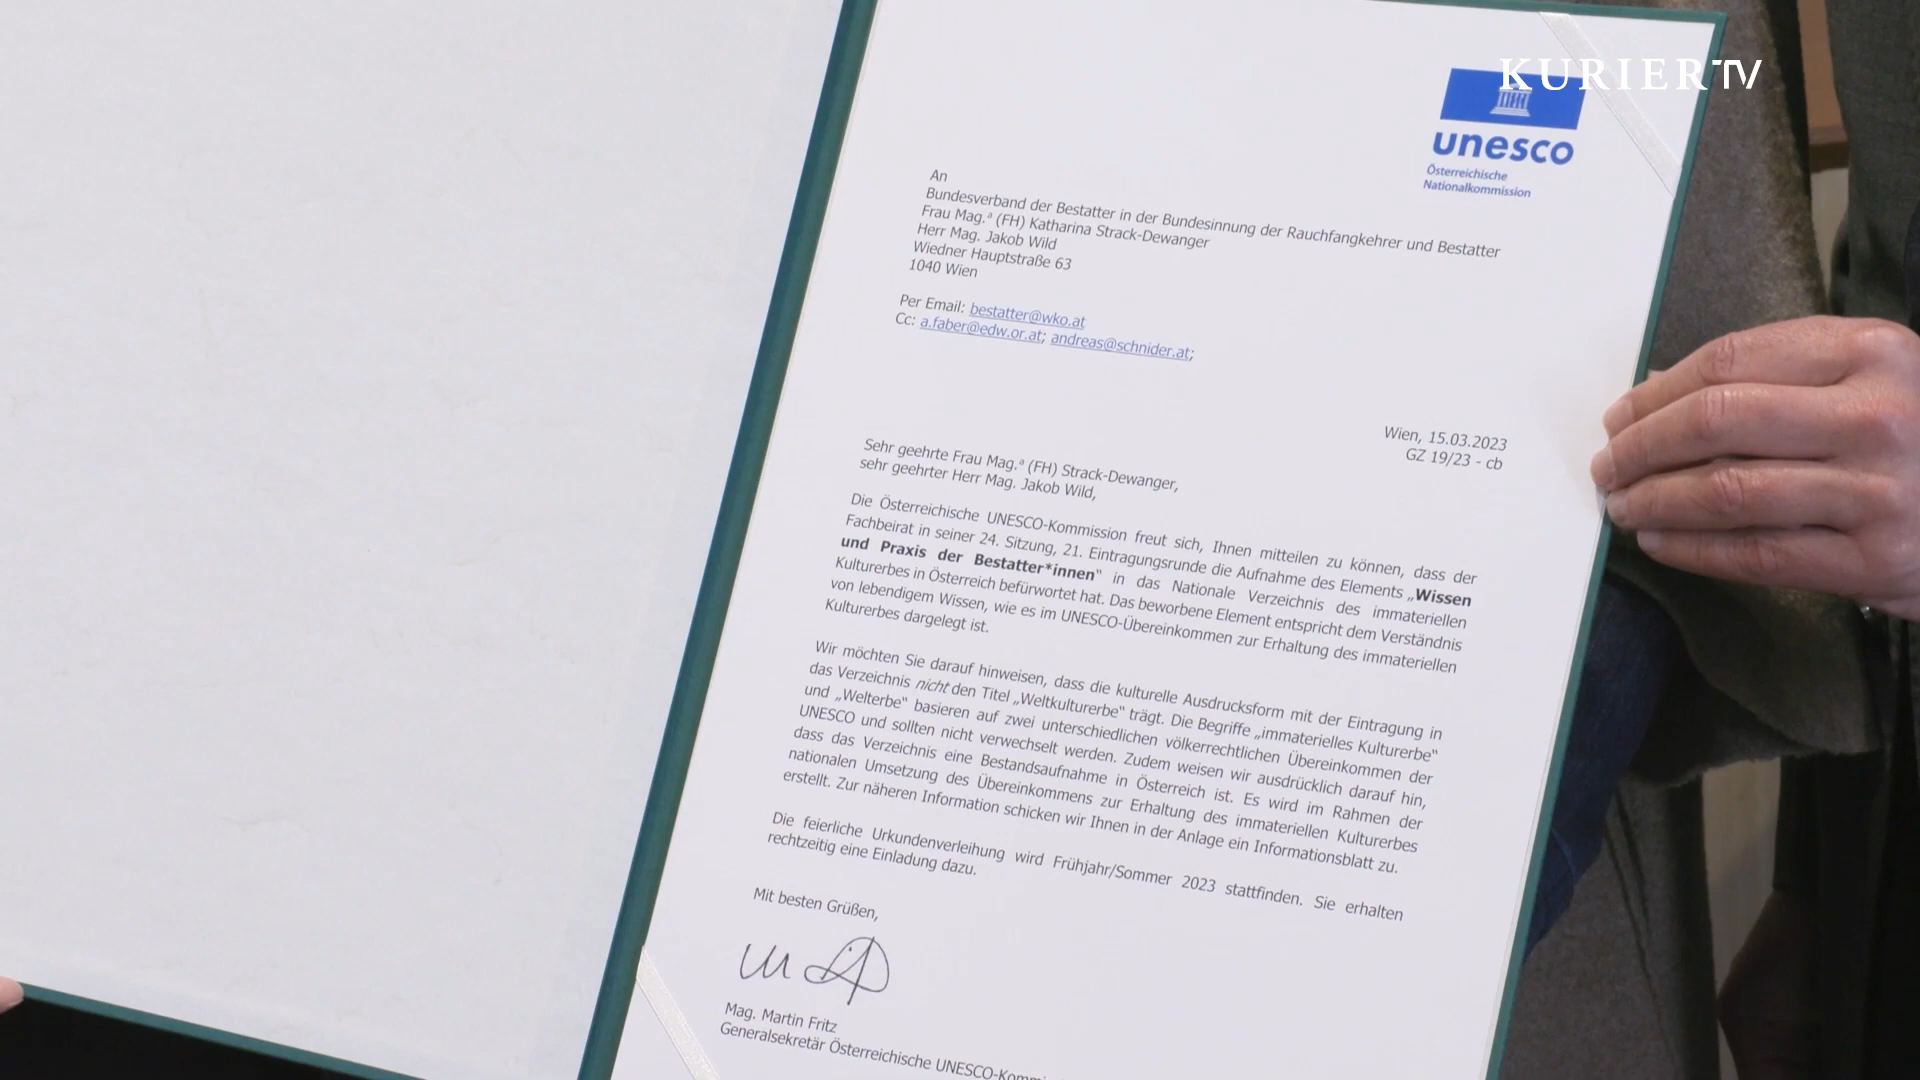 KURIER TV
unesco
Österreichische
Nationalkommission
An
Bundesverband der Bestatter in der Bundesinnung der Rauchfangkehrer und Bestatter
Frau Mag.ª (FH) Katharina Strack-Dewanger
Herr Mag. Jakob Wild
Wiedner Hauptstraße 63
1040 Wien
Per Email: bestatter@wko.at
Cc: a.faber@edw.or.at; andreas@schnider.at;
Wien, 15.03.2023
GZ 19/23 - cb
Sehr geehrte Frau Mag.ª (FH) Strack-Dewanger,
sehr geehrter Herr Mag. Jakob Wild,
Die Österreichische UNESCO-Kommission freut sich, Ihnen mitteilen zu können, dass der
Fachbeirat in seiner 24. Sitzung, 21. Eintragungsrunde die Aufnahme des Elements „Wissen
und Praxis der Bestatter*innen“ in das Nationale Verzeichnis des immateriellen
Kulturerbes in Österreich befürwortet hat. Das beworbene Element entspricht dem Verständnis
von lebendigem Wissen, wie es im UNESCO-Übereinkommen zur Erhaltung des immateriellen
Kulturerbes dargelegt ist.
Wir möchten Sie darauf hinweisen, dass die kulturelle Ausdrucksform mit der Eintragung in
das Verzeichnis nicht den Titel „Weltkulturerbe“ trägt. Die Begriffe „immaterielles Kulturerbe“
und „Welterbe“ basieren auf zwei unterschiedlichen völkerrechtlichen Übereinkommen der
UNESCO und sollten nicht verwechselt werden. Zudem weisen wir ausdrücklich darauf hin,
dass das Verzeichnis eine Bestandsaufnahme in Österreich ist. Es wird im Rahmen der
nationalen Umsetzung des Übereinkommens zur Erhaltung des immateriellen Kulturerbes
erstellt. Zur näheren Information schicken wir Ihnen in der Anlage ein Informationsblatt zu.
Die feierliche Urkundenverleihung wird Frühjahr/Sommer 2023 stattfinden. Sie erhalten
rechtzeitig eine Einladung dazu.
Mit besten Grüßen,
Mag. Martin Fritz
Generalsekretär Österreichische UNESCO-Komm